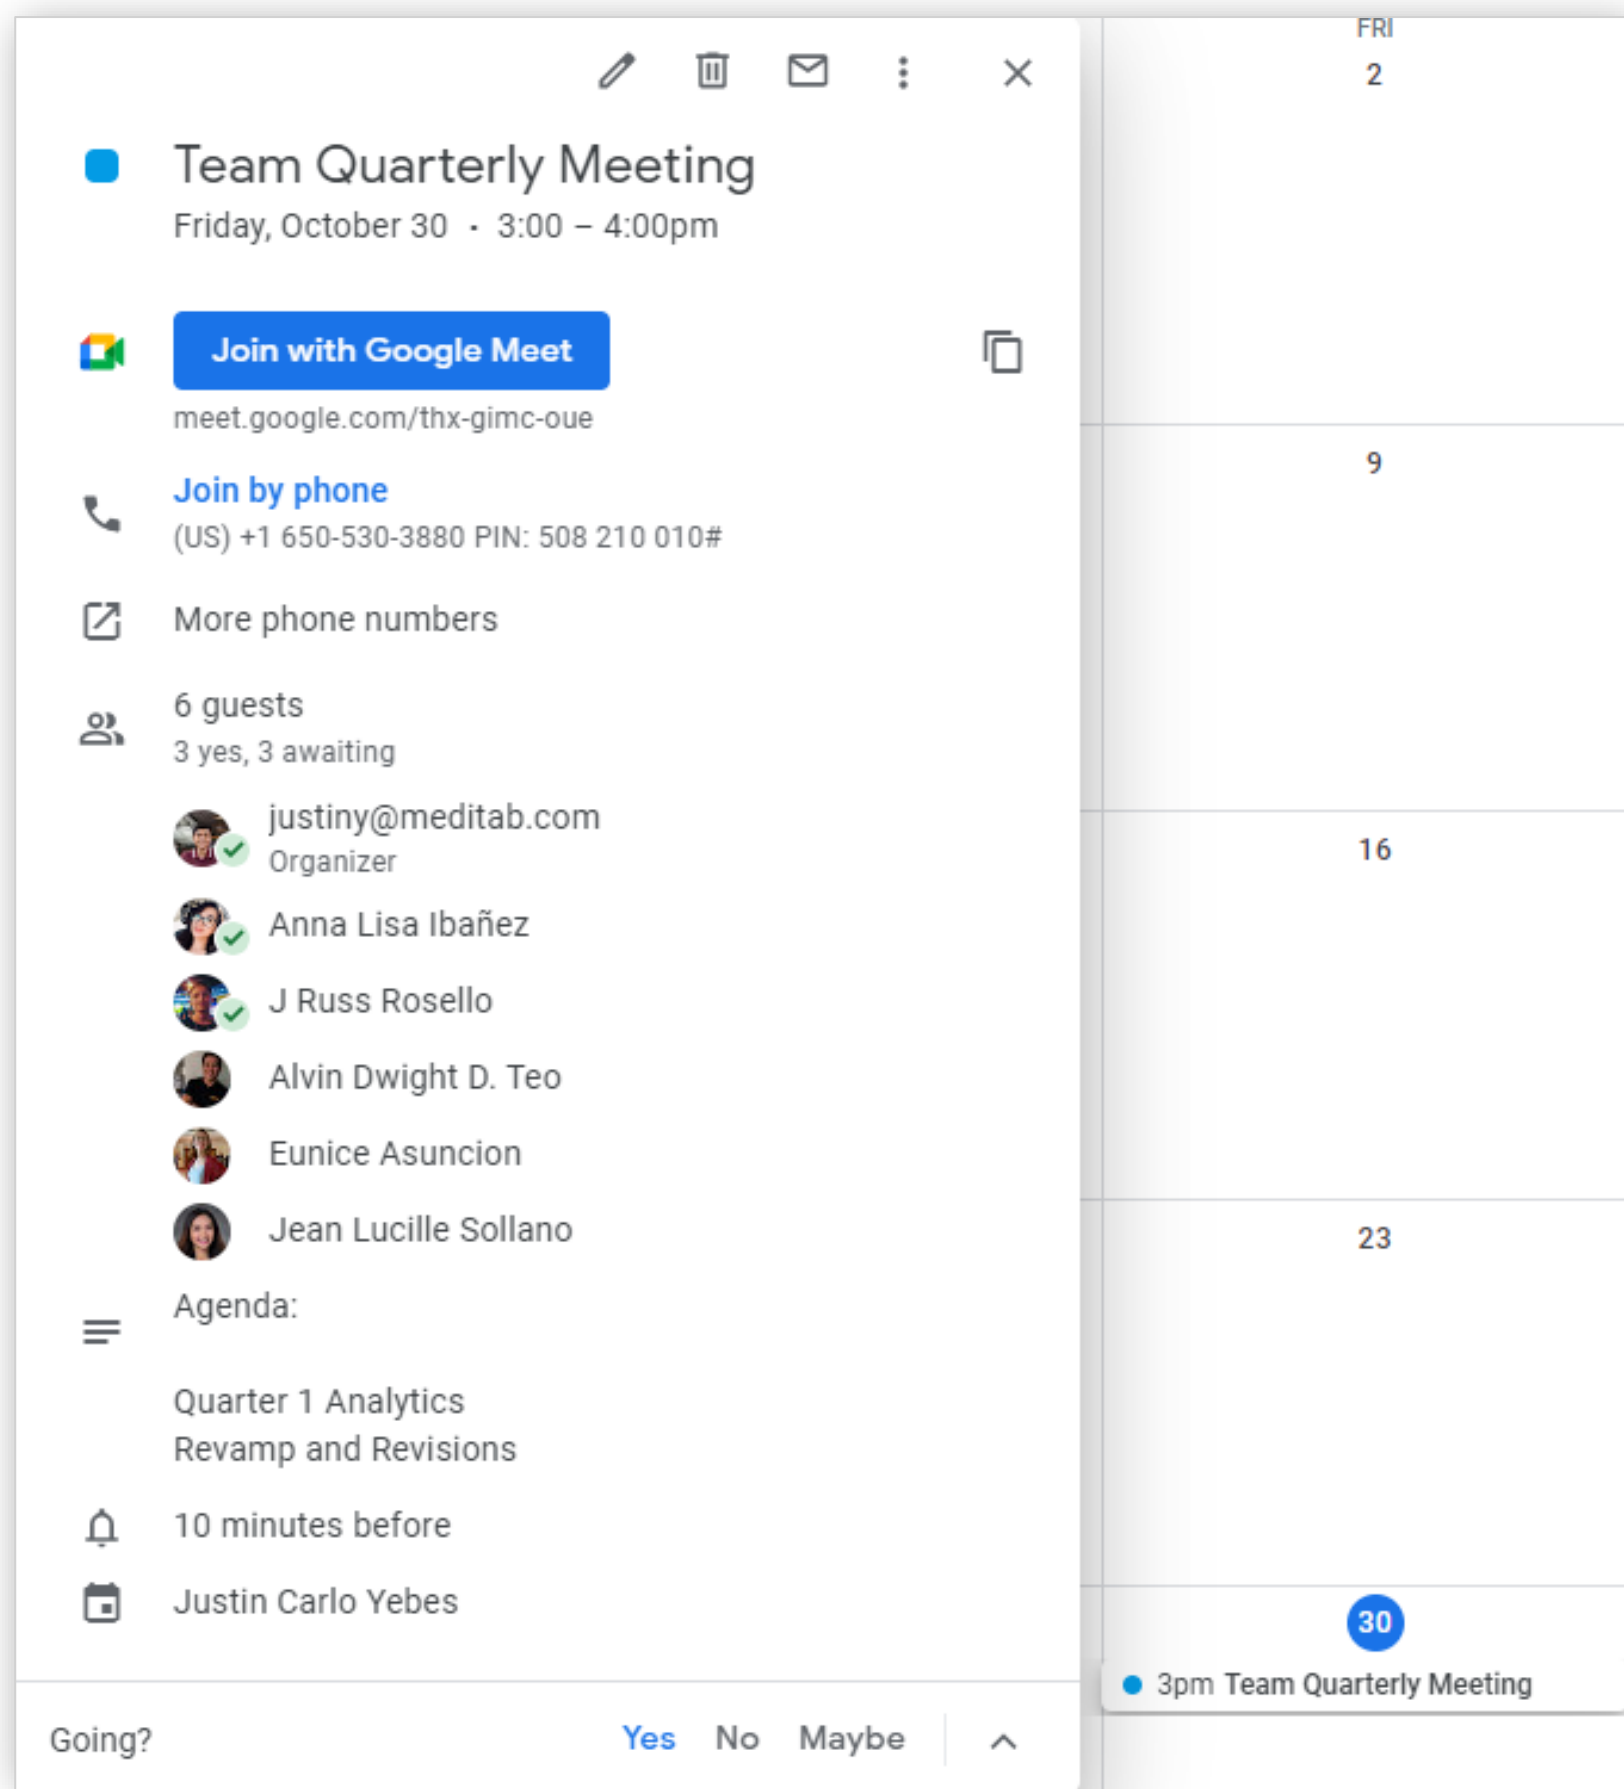 Team Quarterly Meeting
Friday, October 30 · 3:00 – 4:00pm
Join with Google Meet
meet.google.com/thx-gimc-oue
Join by phone
(US) +1 650-530-3880 PIN: 508 210 010#
More phone numbers
6 guests
3 yes, 3 awaiting
justiny@meditab.com
Organizer
Anna Lisa Ibañez
J Russ Rosello
Alvin Dwight D. Teo
Eunice Asuncion
Jean Lucille Sollano
Agenda:
Quarter 1 Analytics
Revamp and Revisions
10 minutes before
Justin Carlo Yebes
Going?
Yes No Maybe
FRI
2
9
16
23
30
3pm Team Quarterly Meeting